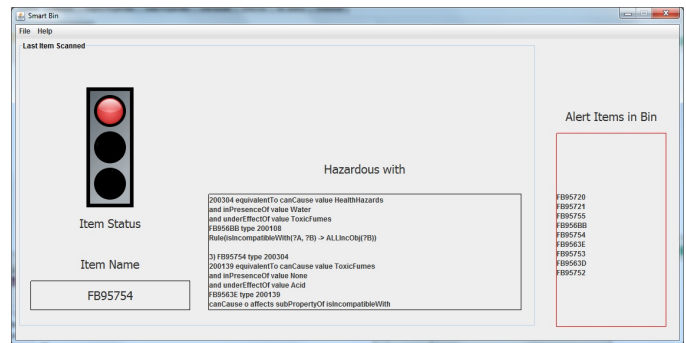 Smart Bin
File Help
Last Item Scanned
Item Status
Item Name
FB95754
Hazardous with
200304 equivalentTo canCause value HealthHazards
and inPresenceOf value Water
and underEffectOf value ToxicFumes
FB956BB type 200108
Rule(isIncompatibleWith(?A, ?B) -> ALLIncObj(?B))
3) FB95754 type 200304
200139 equivalentTo canCause value ToxicFumes
and inPresenceOf value None
and underEffectOf value Acid
FB9563E type 200139
canCause o affects subPropertyOf isIncompatibleWith
Alert Items in Bin
FB95720
FB95721
FB95755
FB956BB
FB95754
FB9563E
FB95753
FB9563D
FB95752